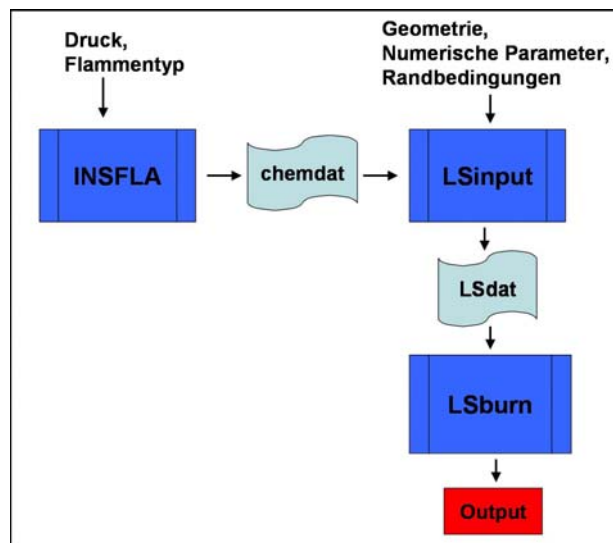 Druck,
Flammentyp
Geometrie,
Numerische Parameter,
Randbedingungen
INSFLA
chemdat
LSinput
LSdat
LSburn
Output